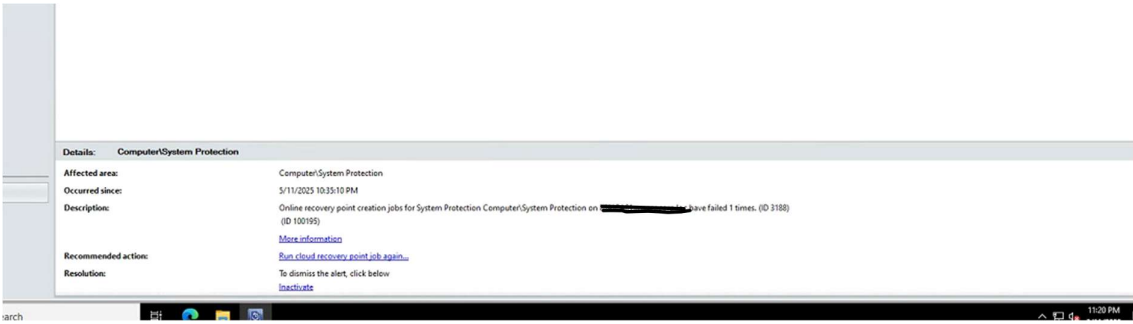 Details: Computer\System Protection
Affected area: Computer\System Protection
Occurred since: 5/11/2025 10:35:10 PM
Description: Online recovery point creation jobs for System Protection Computer\System Protection on have failed 1 times. (ID 3188)
(ID 100195)
More information
Recommended action: Run cloud recovery point job again...
Resolution: To dismiss the alert, click below
Inactivate
earch
11:20 PM